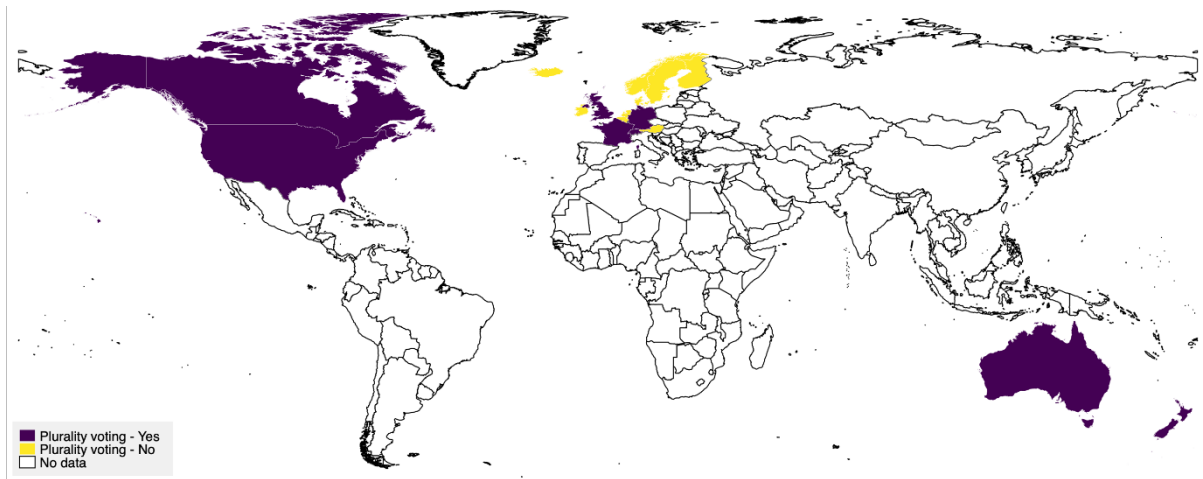 Plurality voting - Yes
Plurality voting - No
No data